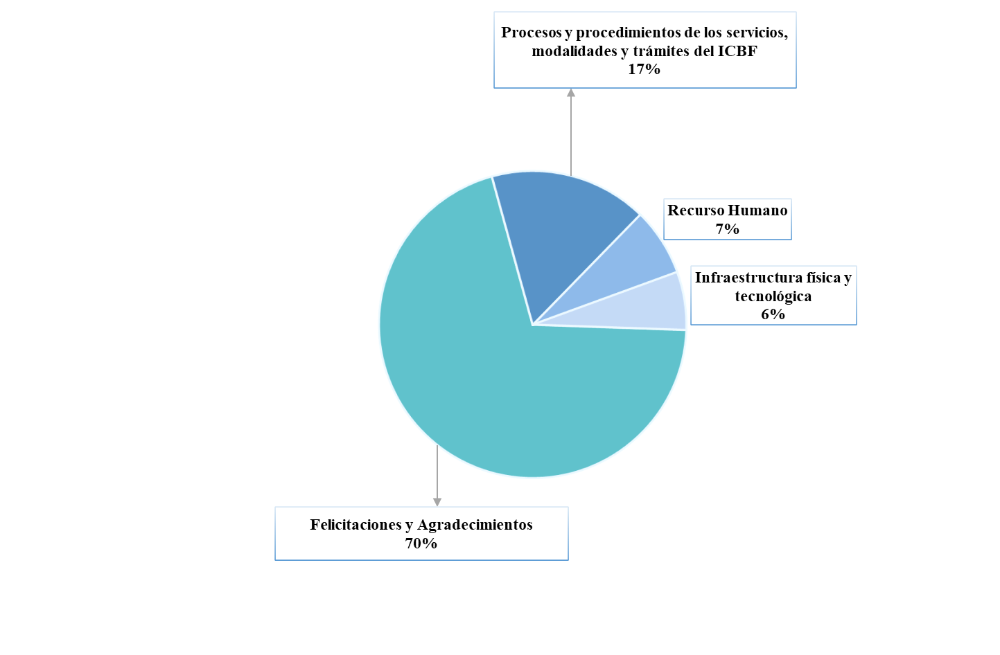 Procesos y procedimientos de los servicios,
modalidades y trámites del ICBF
17%
Recurso Humano
7%
Infraestructura física y
tecnológica
6%
Felicitaciones y Agradecimientos
70%